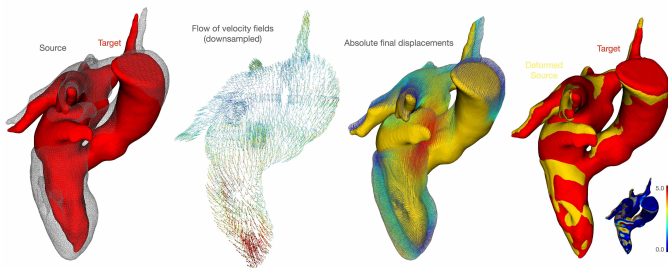 Source
Target
Flow of velocity fields
(downsampled)
Absolute final displacements
Target
Deformed
Source
5.0
0.0